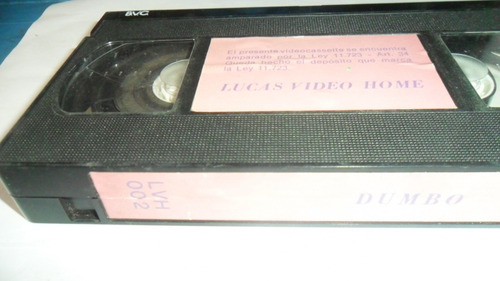 SVC
El presente videocassette se encuentra
amparado por la Ley 11.723 - Art. 34
Queda hecho el depósito que marca
la Ley 11.723.
LUCAS VIDEO HOME
LVH
002
DUMBO